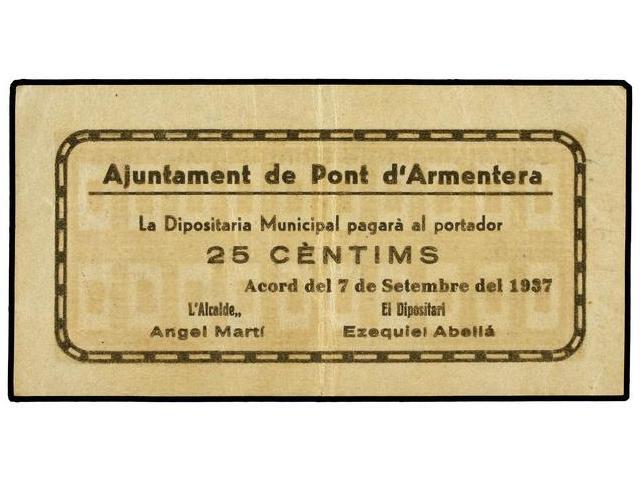 Ajuntament de Pont d'Armentera
La Dipositaria Municipal pagarà al portador
25 CÈNTIMS
Acord del 7 de Setembre del 1937
L'Alcalde,, El Dipositari
Angel Martí Ezequiel Abellá